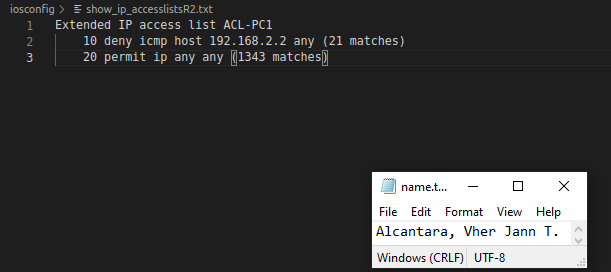 iosconfig > show_ip_accesslistsR2.txt
1 Extended IP access list ACL-PC1
2 10 deny icmp host 192.168.2.2 any (21 matches)
3 20 permit ip any any (1343 matches)
name.t...
File Edit Format View Help
Alcantara, Vher Jann T.
Windows (CRLF) UTF-8